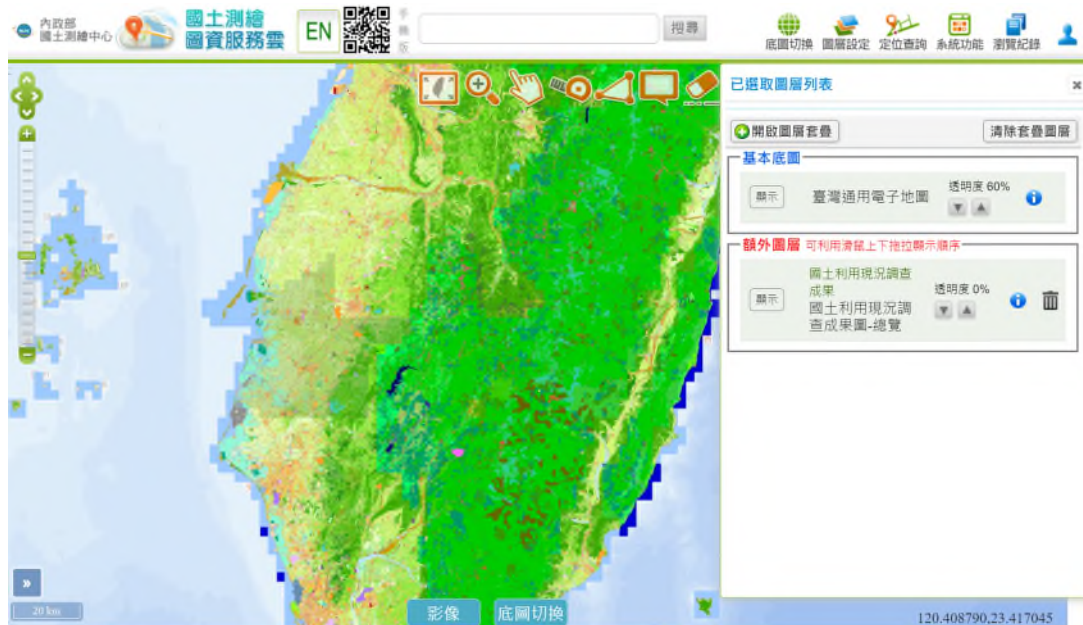 內政部
國土測繪中心
國土測繪
圖資服務雲
EN
手機版
搜尋
底圖切換
圖層設定
定位查詢
系統功能
瀏覽紀錄
已選取圖層列表
開啟圖層套疊
清除套疊圖層
基本底圖
顯示
臺灣通用電子地圖
透明度 60%
額外圖層 可利用滑鼠上下拖拉顯示順序
顯示
國土利用現況調查
成果
國土利用現況調
查成果圖-總覽
透明度 0%
20 km
影像
底圖切換
120.408790,23.417045